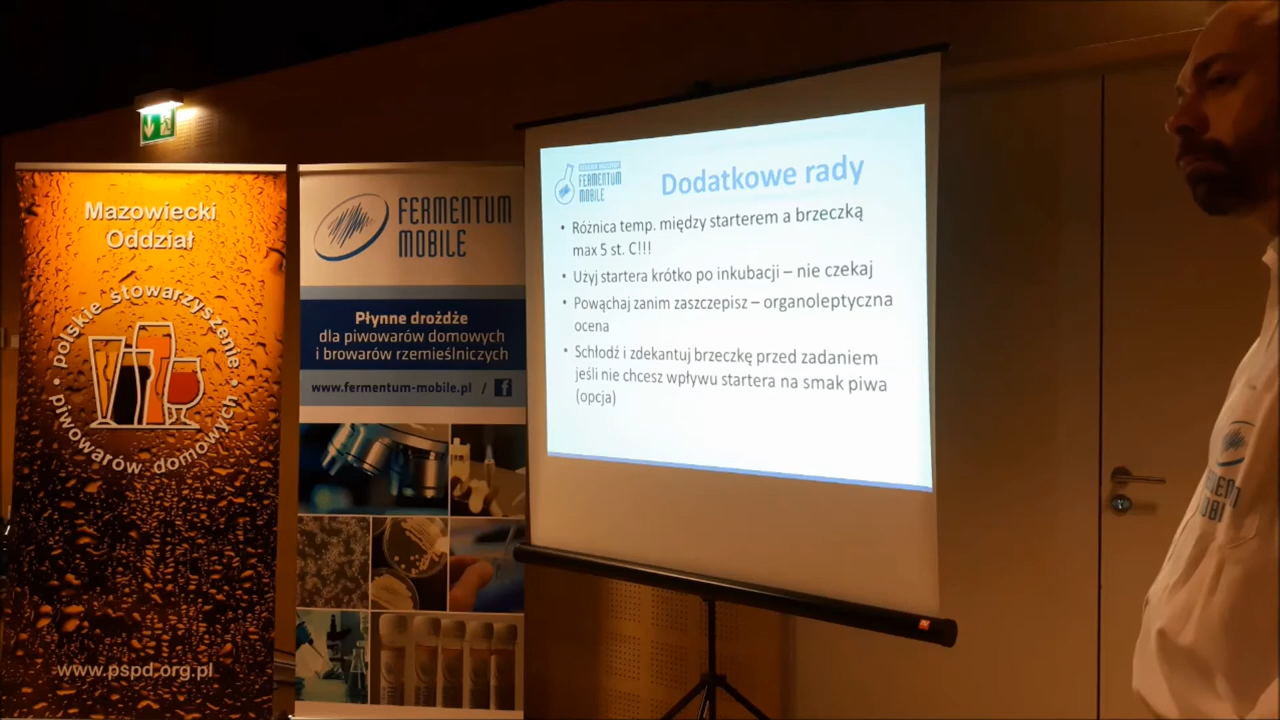 Mazowiecki
Oddział
polskie stowarzyszenie
piwowarów domowych
www.pspd.org.pl
FERMENTUM
MOBILE
Płynne drożdże
dla piwowarów domowych
i browarów rzemieślniczych
www.fermentum-mobile.pl / f
FERMENTUM
MOBILE
Dodatkowe rady
• Różnica temp. między starterem a brzeczką
max 5 st. C!!!
• Użyj startera krótko po inkubacji – nie czekaj
• Powąchaj zanim zaszczepisz – organoleptyczna
ocena
• Schłodź i zdekantuj brzeczkę przed zadaniem
jeśli nie chcesz wpływu startera na smak piwa
(opcja)